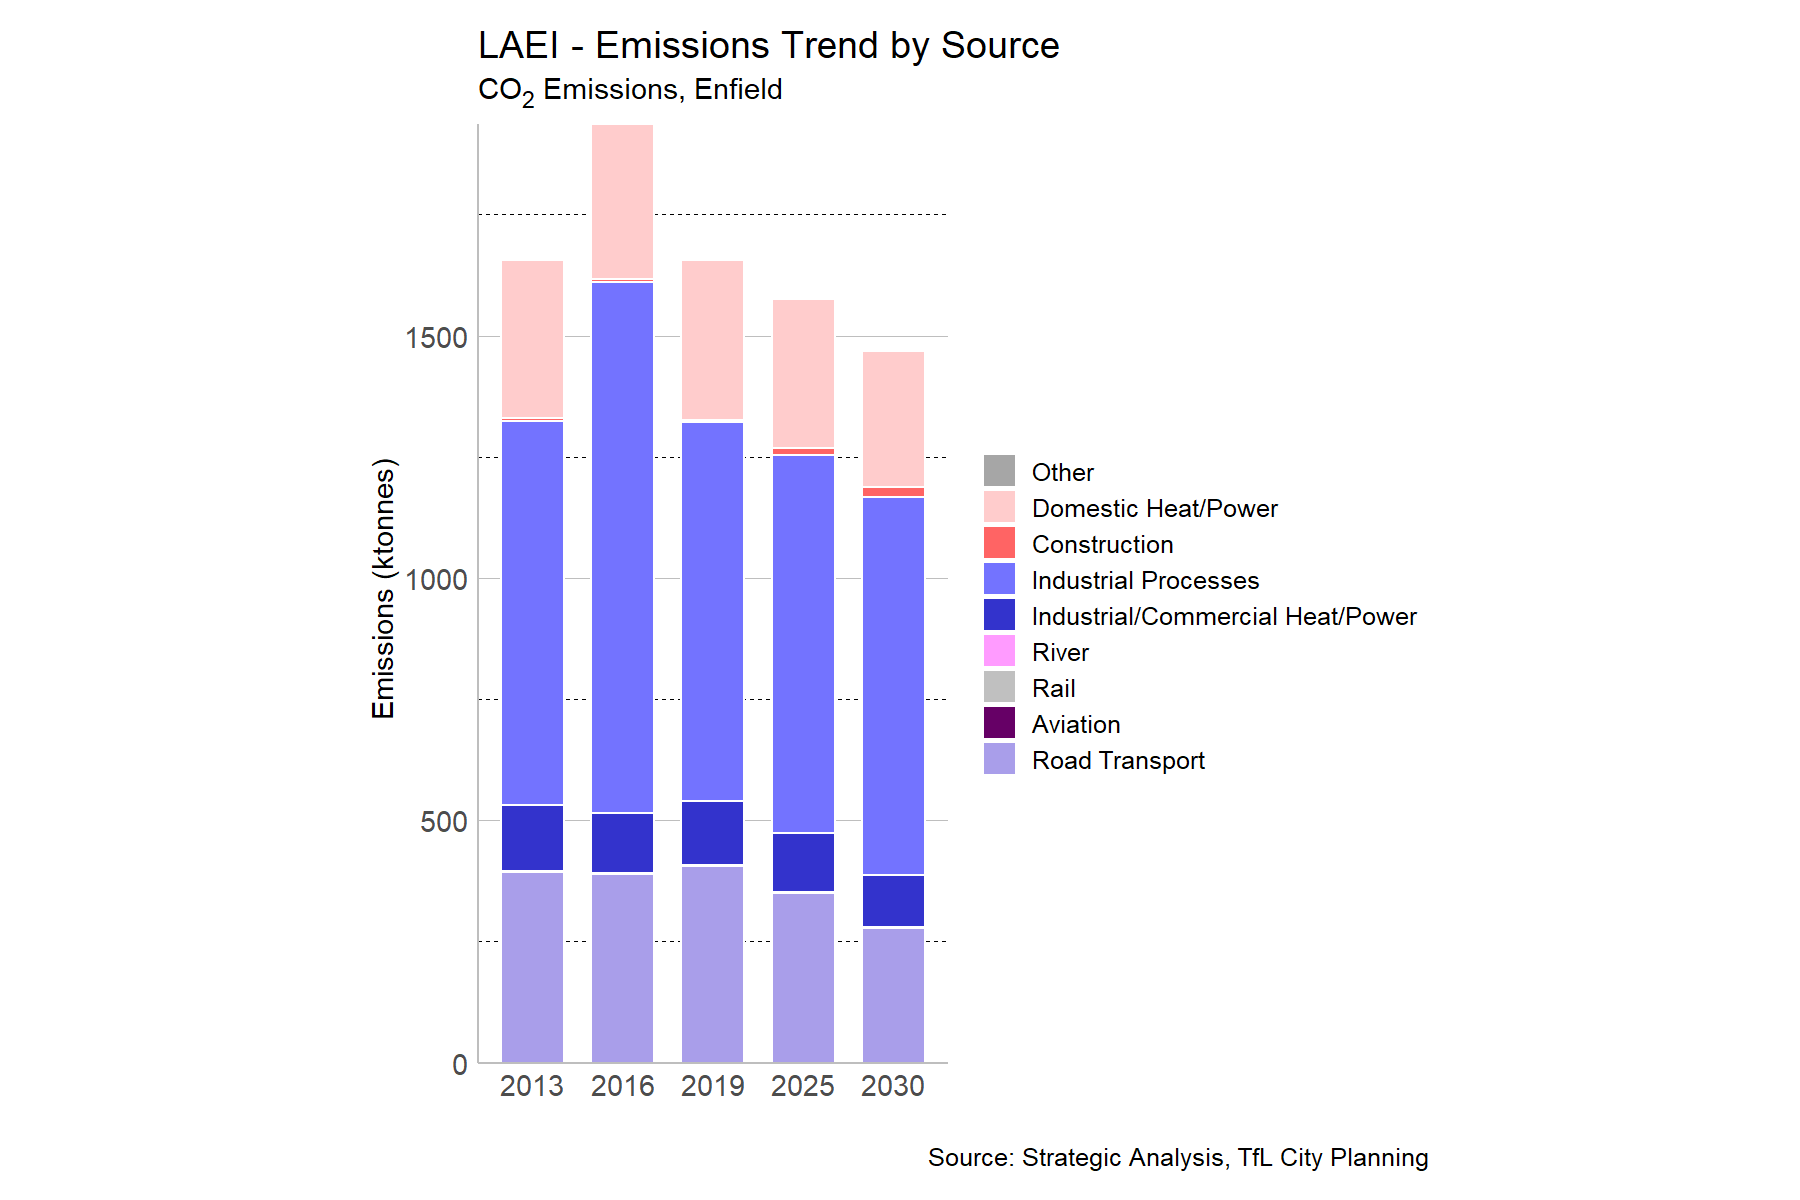 LAEI - Emissions Trend by Source
CO₂ Emissions, Enfield
Emissions (ktonnes)
1500
1000
500
0
2013 2016 2019 2025 2030
Other
Domestic Heat/Power
Construction
Industrial Processes
Industrial/Commercial Heat/Power
River
Rail
Aviation
Road Transport
Source: Strategic Analysis, TfL City Planning